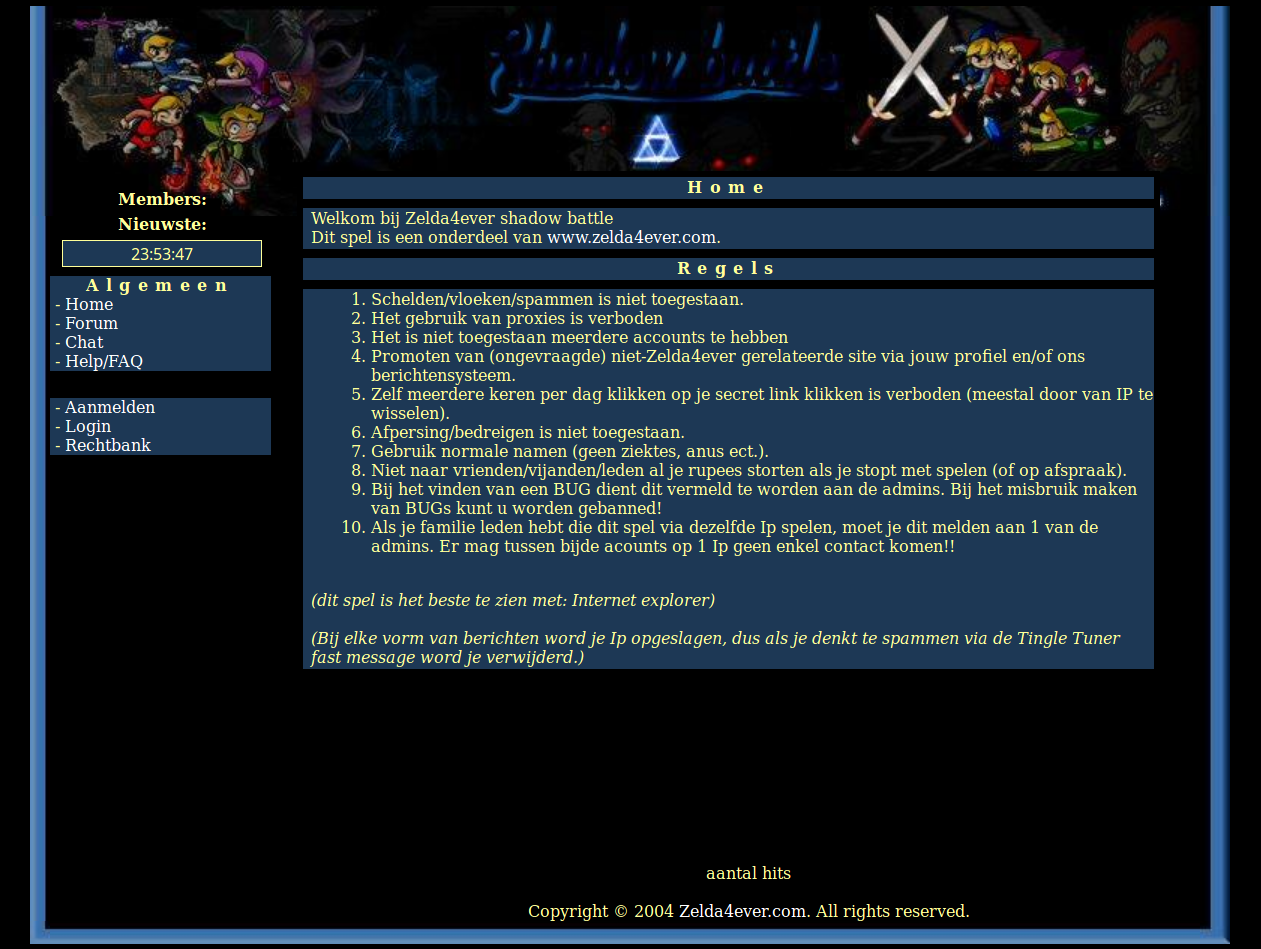 Shadow battle
Members:
Nieuwste:
23:53:47
Algemeen
- Home
- Forum
- Chat
- Help/FAQ
- Aanmelden
- Login
- Rechtbank
Home
Welkom bij Zelda4ever shadow battle
Dit spel is een onderdeel van www.zelda4ever.com.
Regels
1. Schelden/vloeken/spammen is niet toegestaan.
2. Het gebruik van proxies is verboden
3. Het is niet toegestaan meerdere accounts te hebben
4. Promoten van (ongevraagde) niet-Zelda4ever gerelateerde site via jouw profiel en/of ons
berichtensysteem.
5. Zelf meerdere keren per dag klikken op je secret link klikken is verboden (meestal door van IP te
wisselen).
6. Afpersing/bedreigen is niet toegestaan.
7. Gebruik normale namen (geen ziektes, anus ect.).
8. Niet naar vrienden/vijanden/leden al je rupees storten als je stopt met spelen (of op afspraak).
9. Bij het vinden van een BUG dient dit vermeld te worden aan de admins. Bij het misbruik maken
van BUGs kunt u worden gebanned!
10. Als je familie leden hebt die dit spel via dezelfde Ip spelen, moet je dit melden aan 1 van de
admins. Er mag tussen bijde acounts op 1 Ip geen enkel contact komen!!
(dit spel is het beste te zien met: Internet explorer)
(Bij elke vorm van berichten word je Ip opgeslagen, dus als je denkt te spammen via de Tingle Tuner
fast message word je verwijderd.)
aantal hits
Copyright © 2004 Zelda4ever.com. All rights reserved.